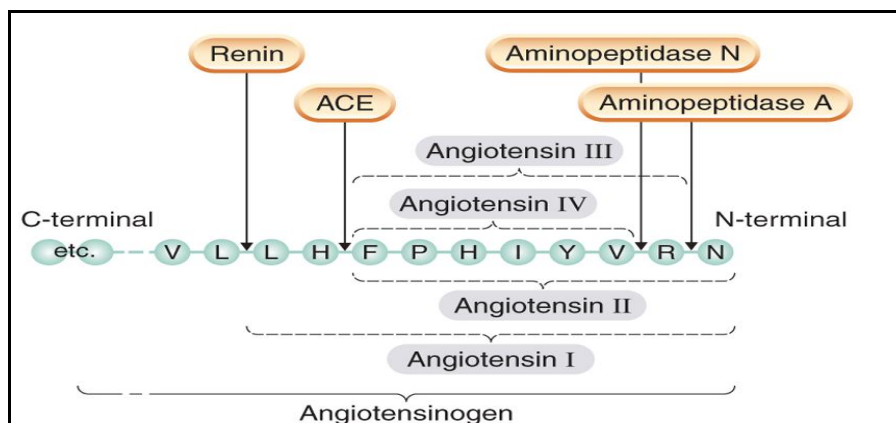 Renin
Aminopeptidase N
ACE
Aminopeptidase A
Angiotensin III
C-terminal
Angiotensin IV
N-terminal
etc. V L L H F P H I Y V R N
Angiotensin II
Angiotensin I
Angiotensinogen